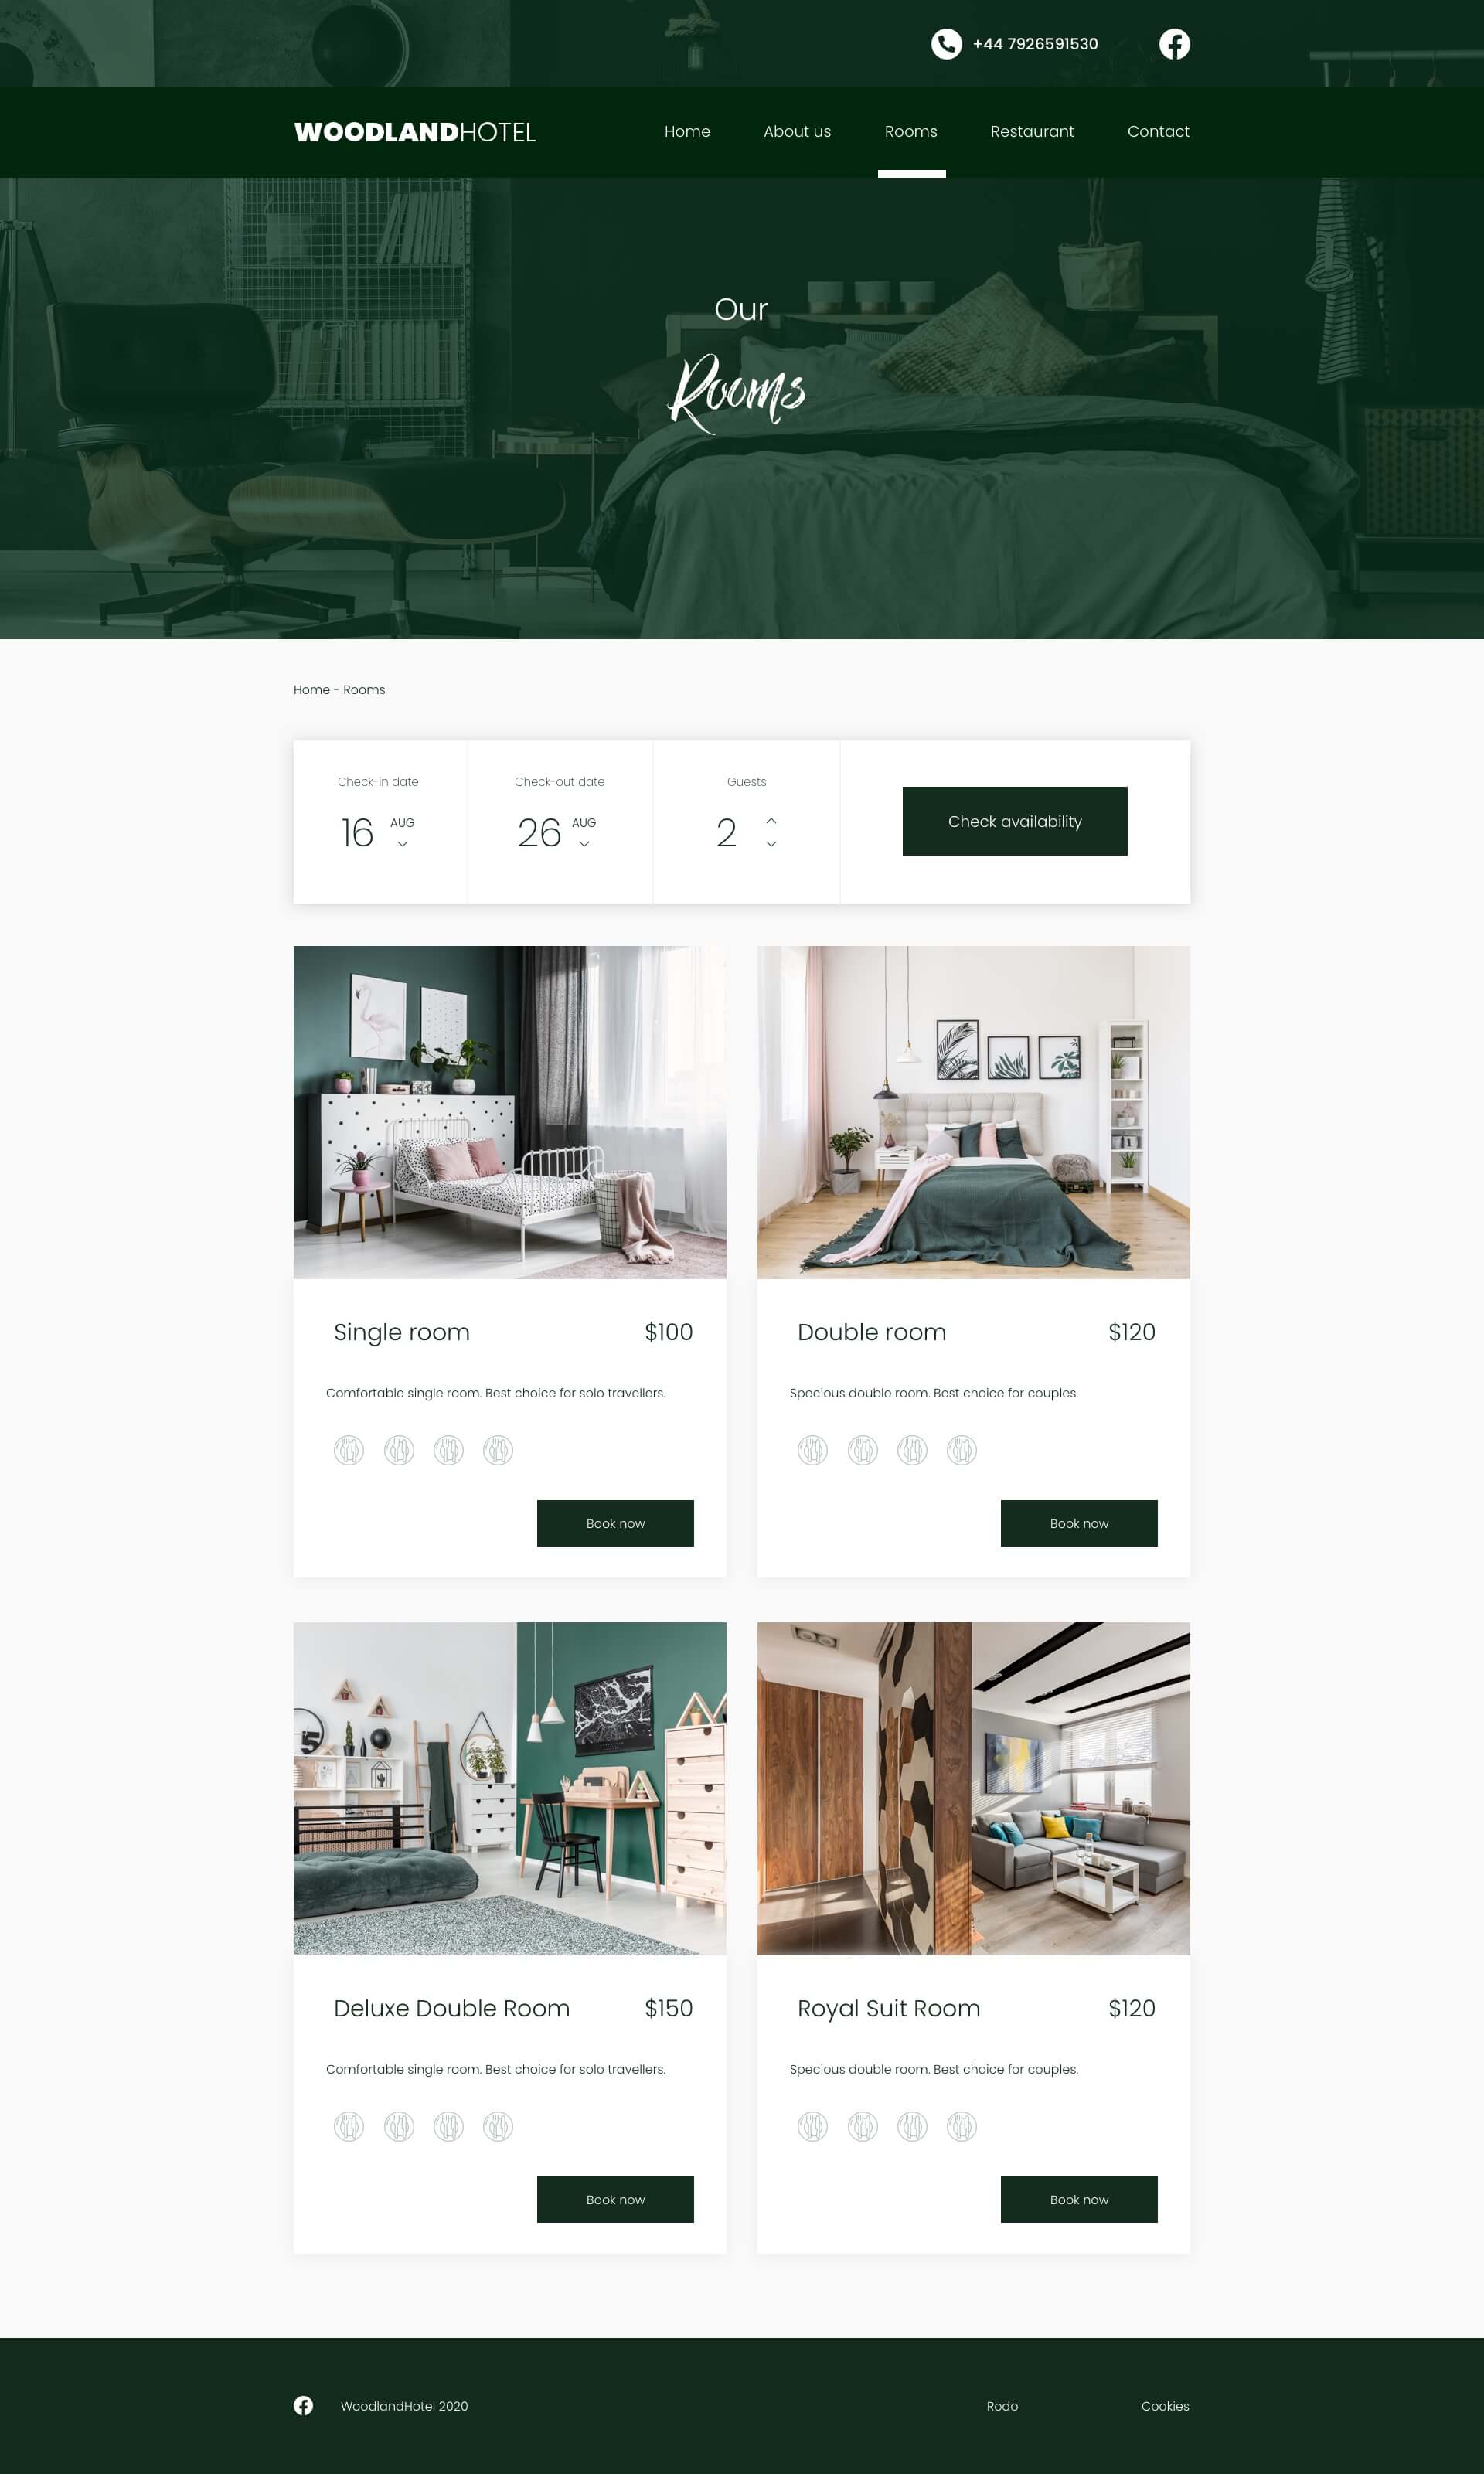 +44 7926591530
WOODLANDHOTEL
Home About us Rooms Restaurant Contact
Our
Rooms
Home - Rooms
Check-in date
16 AUG
Check-out date
26 AUG
Guests
2
Check availability
Single room $100
Comfortable single room. Best choice for solo travellers.
Book now
Double room $120
Specious double room. Best choice for couples.
Book now
Deluxe Double Room $150
Comfortable single room. Best choice for solo travellers.
Book now
Royal Suit Room $120
Specious double room. Best choice for couples.
Book now
WoodlandHotel 2020 Rodo Cookies